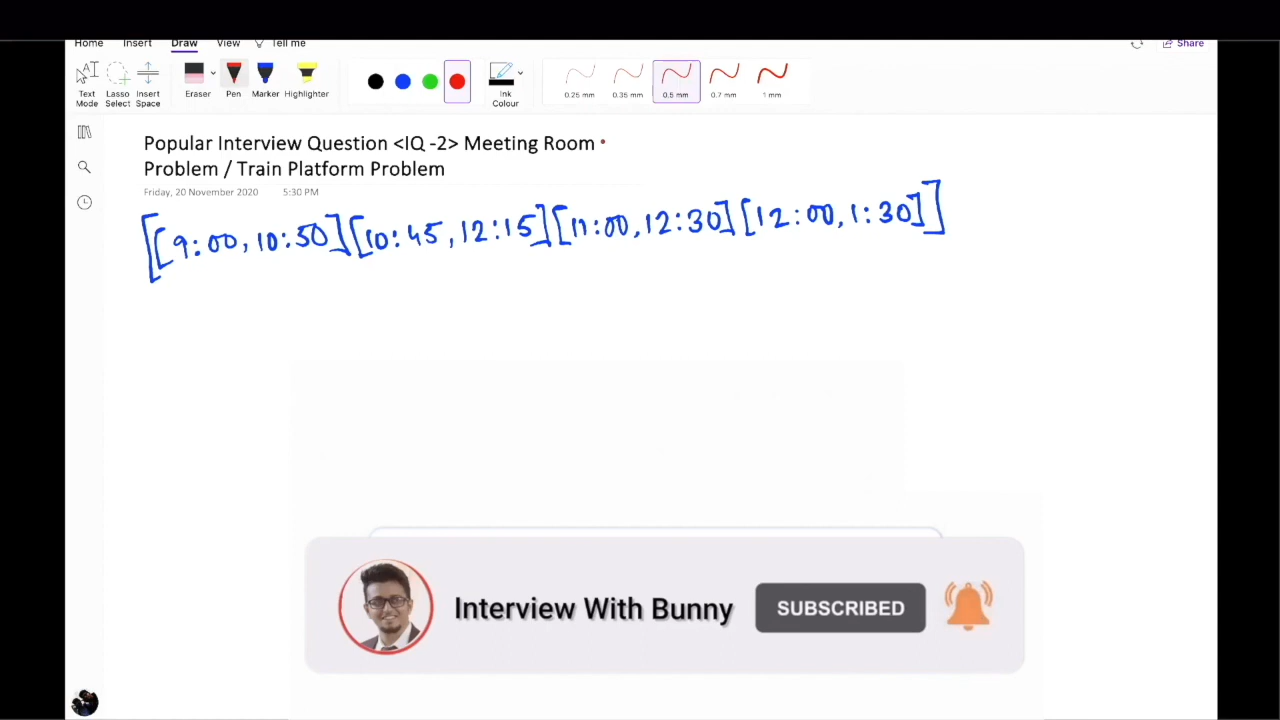 Home Insert Draw View Tell me Share
Text Mode Lasso Select Insert Space Eraser Pen Marker Highlighter Ink Colour 0.25 mm 0.35 mm 0.5 mm 0.7 mm 1 mm
Popular Interview Question <IQ -2> Meeting Room
Problem / Train Platform Problem
Friday, 20 November 2020 5:30 PM
[[9:00, 10:50][10:45, 12:15][11:00, 12:30][12:00, 1:30]]
Interview With Bunny SUBSCRIBED